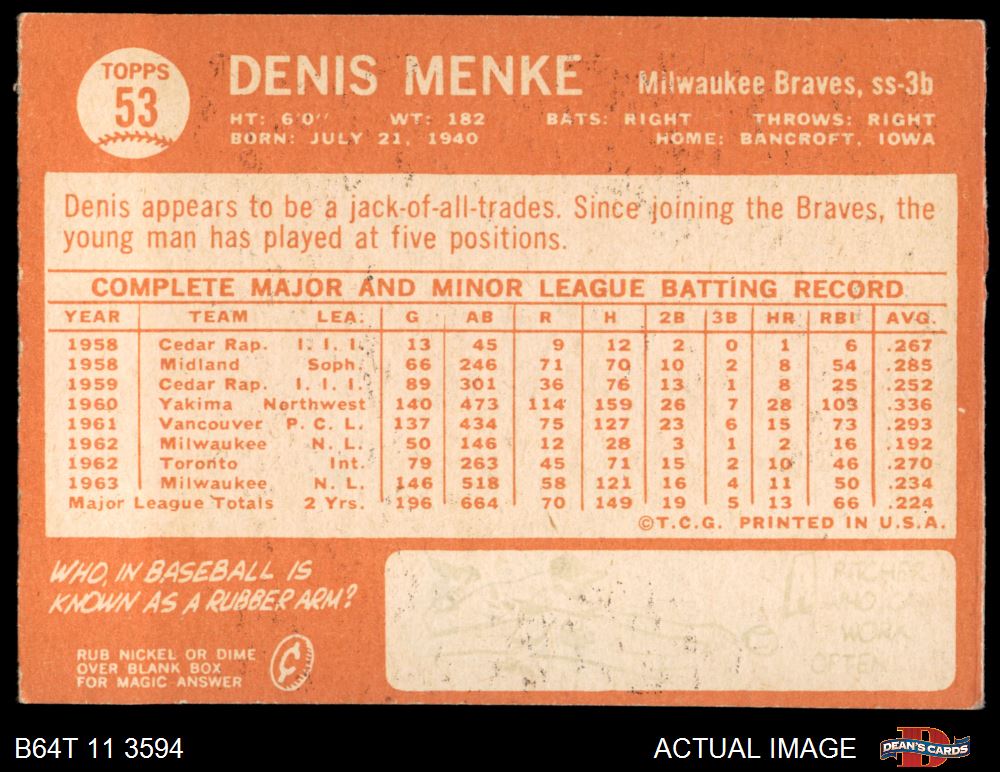 TOPPS
53
DENIS MENKE
Milwaukee Braves, ss-3b
HT: 6'0" WT: 182 BATS: RIGHT THROWS: RIGHT
BORN: JULY 21, 1940 HOME: BANCROFT, IOWA
Denis appears to be a jack-of-all-trades. Since joining the Braves, the
young man has played at five positions.
COMPLETE MAJOR AND MINOR LEAGUE BATTING RECORD
YEAR TEAM LEA. G AB R H 2B 3B HR RBI AVG.
1958 Cedar Rap. I. I. I. 13 45 9 12 2 0 1 6 .267
1958 Midland Soph. 66 246 71 70 10 2 8 54 .285
1959 Cedar Rap. I. I. I. 89 301 36 76 13 1 8 25 .252
1960 Yakima Northwest 140 473 114 159 26 7 28 103 .336
1961 Vancouver P. C. L. 137 434 75 127 23 6 15 73 .293
1962 Milwaukee N. L. 50 146 12 28 3 1 2 16 .192
1962 Toronto Int. 79 263 45 71 15 2 10 46 .270
1963 Milwaukee N. L. 146 518 58 121 16 4 11 50 .234
Major League Totals 2 Yrs. 196 664 70 149 19 5 13 66 .224
©T.C.G. PRINTED IN U.S.A.
WHO, IN BASEBALL IS
KNOWN AS A RUBBER ARM?
RUB NICKEL OR DIME
OVER BLANK BOX
FOR MAGIC ANSWER
¢
A PITCHER
WHO CAN
WORK
OFTEN
B64T 11 3594
ACTUAL IMAGE
DEAN'S CARDS